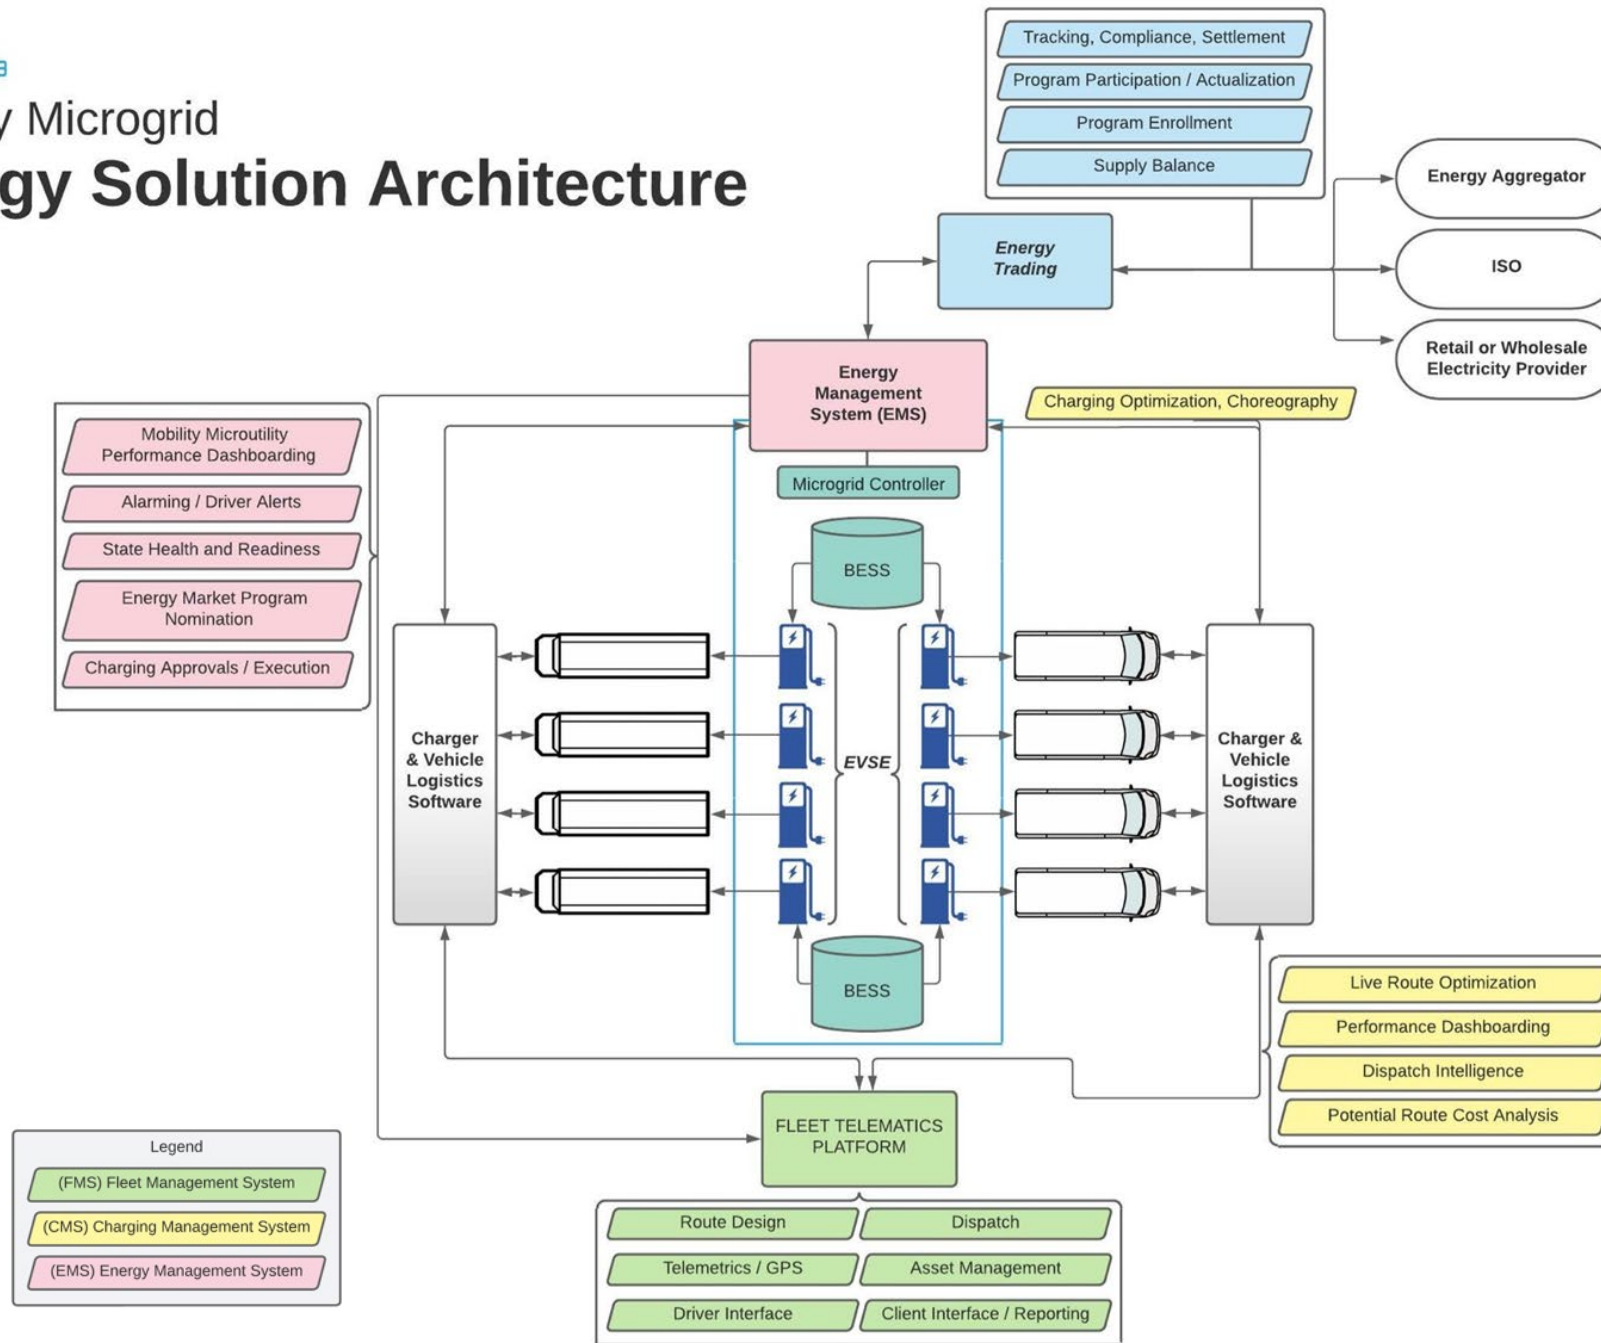 y Microgrid
gy Solution Architecture
Tracking, Compliance, Settlement
Program Participation / Actualization
Program Enrollment
Supply Balance
Energy Aggregator
ISO
Retail or Wholesale
Electricity Provider
Energy
Trading
Energy
Management
System (EMS)
Charging Optimization, Choreography
Microgrid Controller
Mobility Microutility
Performance Dashboarding
Alarming / Driver Alerts
State Health and Readiness
Energy Market Program
Nomination
Charging Approvals / Execution
BESS
Charger
& Vehicle
Logistics
Software
EVSE
Charger &
Vehicle
Logistics
Software
BESS
Live Route Optimization
Performance Dashboarding
Dispatch Intelligence
Potential Route Cost Analysis
FLEET TELEMATICS
PLATFORM
Legend
(FMS) Fleet Management System
(CMS) Charging Management System
(EMS) Energy Management System
Route Design
Dispatch
Telemetrics / GPS
Asset Management
Driver Interface
Client Interface / Reporting